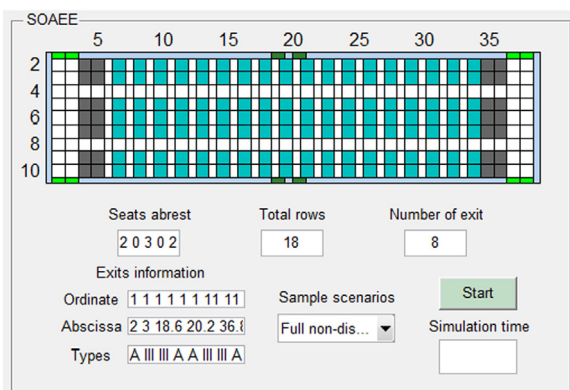 SOAEE
5 10 15 20 25 30 35
2
4
6
8
10
Seats abrest Total rows Number of exit
2 0 3 0 2 18 8
Exits information
Ordinate 1 1 1 1 1 1 11 11
Sample scenarios Start
Abscissa 2 3 18.6 20.2 36.8
Full non-dis... Simulation time
Types A III III A A III III A